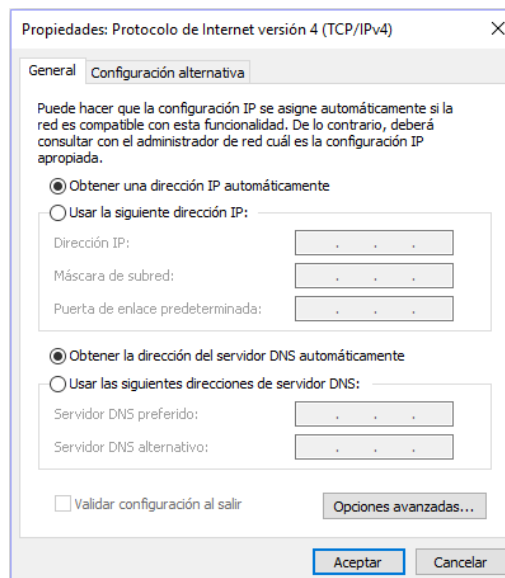 Propiedades: Protocolo de Internet versión 4 (TCP/IPv4)
General
Configuración alternativa
Puede hacer que la configuración IP se asigne automáticamente si la
red es compatible con esta funcionalidad. De lo contrario, deberá
consultar con el administrador de red cuál es la configuración IP
apropiada.
Obtener una dirección IP automáticamente
Usar la siguiente dirección IP:
Dirección IP:
Máscara de subred:
Puerta de enlace predeterminada:
Obtener la dirección del servidor DNS automáticamente
Usar las siguientes direcciones de servidor DNS:
Servidor DNS preferido:
Servidor DNS alternativo:
Validar configuración al salir
Opciones avanzadas...
Aceptar
Cancelar